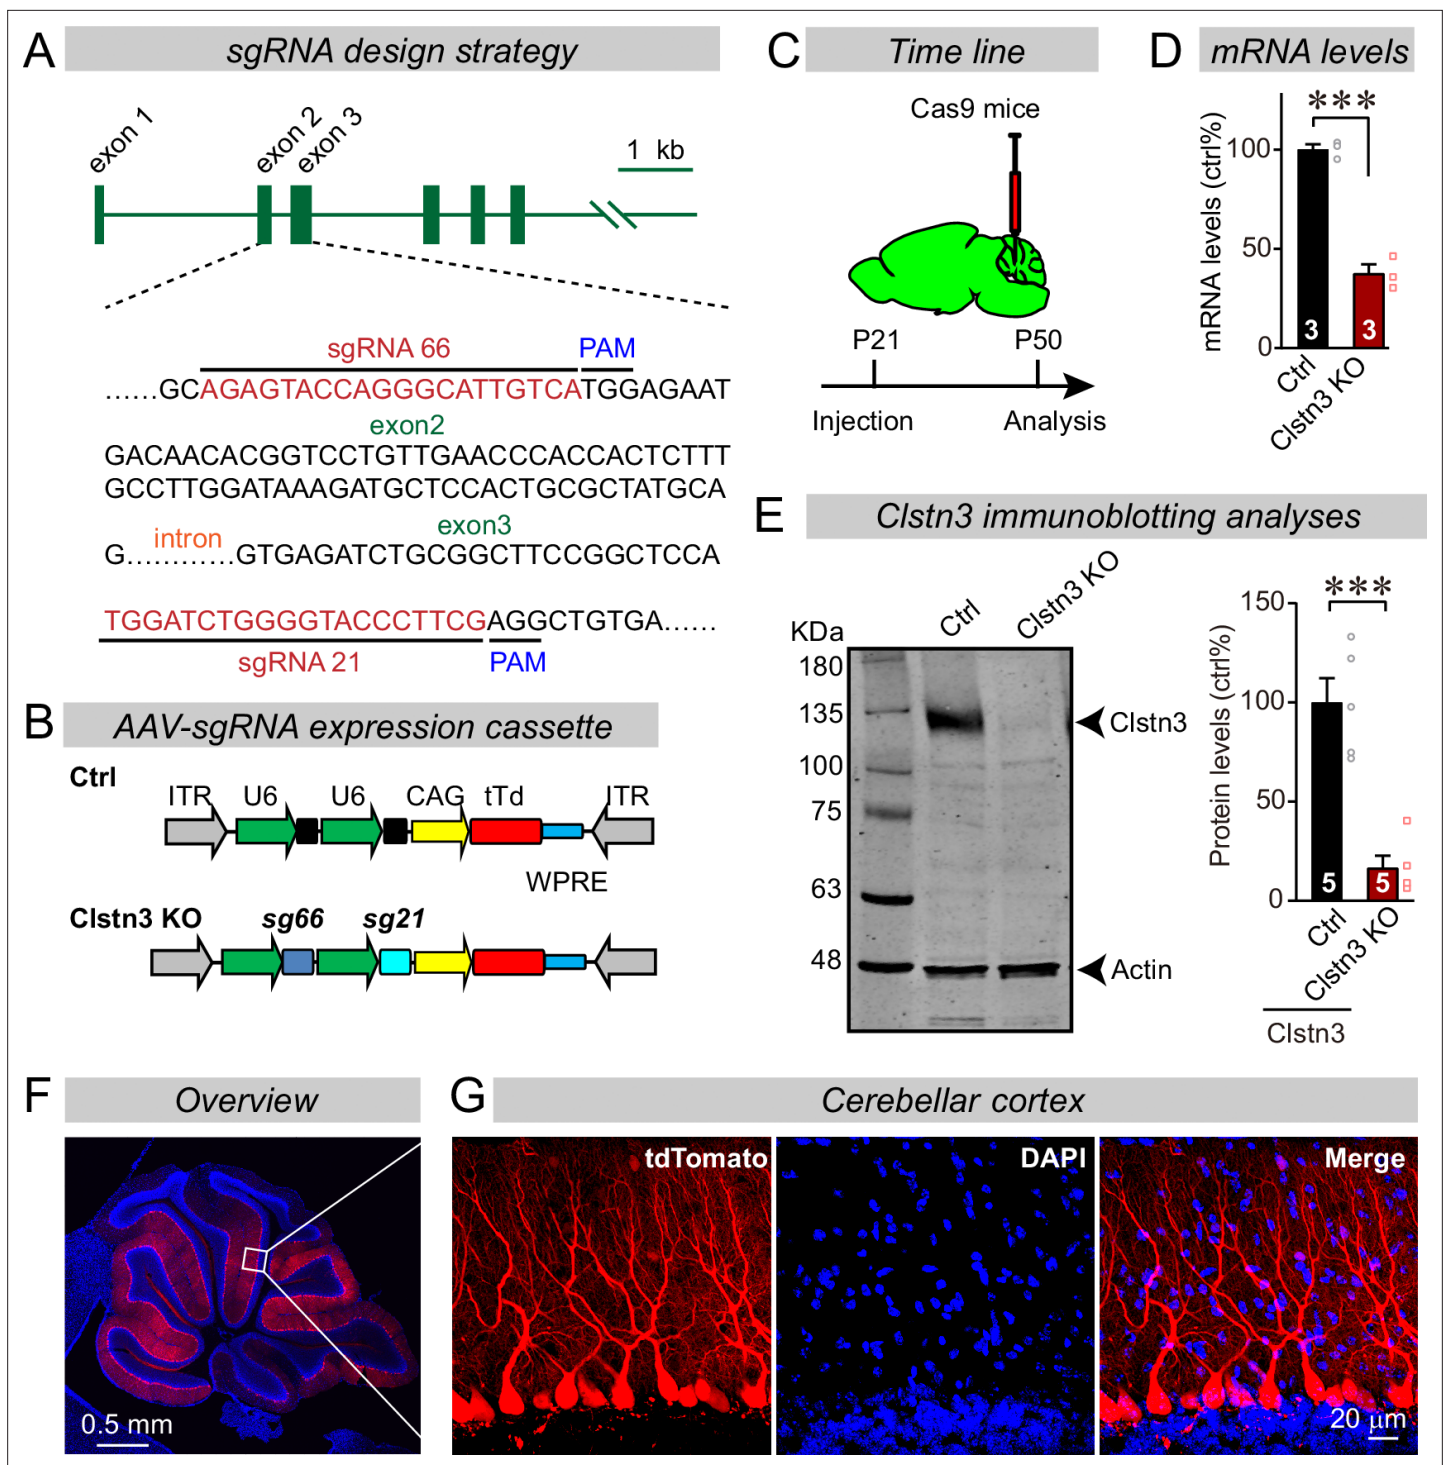 A
sgRNA design strategy
exon 1
exon 2
exon 3
1 kb
sgRNA 66
PAM
......GCAGAGTACCAGGGCATTGTCATGGAGAAT
exon2
GACAACACGGTCCTGTTGAACCCACCACTCTTT
GCCTTGGATAAAGATGCTCCACTGCGCTATGCA
intron
exon3
G............GTGAGATCTGCGGCTTCCGGCTCCA
TGGATCTGGGGTACCCTTCGAGGCTGTGA......
sgRNA 21
PAM
B
AAV-sgRNA expression cassette
Ctrl
ITR U6 U6 CAG tTd ITR
WPRE
Clstn3 KO
sg66
sg21
C
Time line
Cas9 mice
P21
P50
Injection
Analysis
D
mRNA levels
***
mRNA levels (ctrl%)
100
50
0
3
3
Ctrl
Clstn3 KO
E
Clstn3 immunoblotting analyses
KDa
Ctrl
Clstn3 KO
180
135
100
75
63
48
Clstn3
Actin
***
Protein levels (ctrl%)
150
100
50
0
5
5
Ctrl
Clstn3 KO
Clstn3
F
Overview
0.5 mm
G
Cerebellar cortex
tdTomato
DAPI
Merge
20 μm